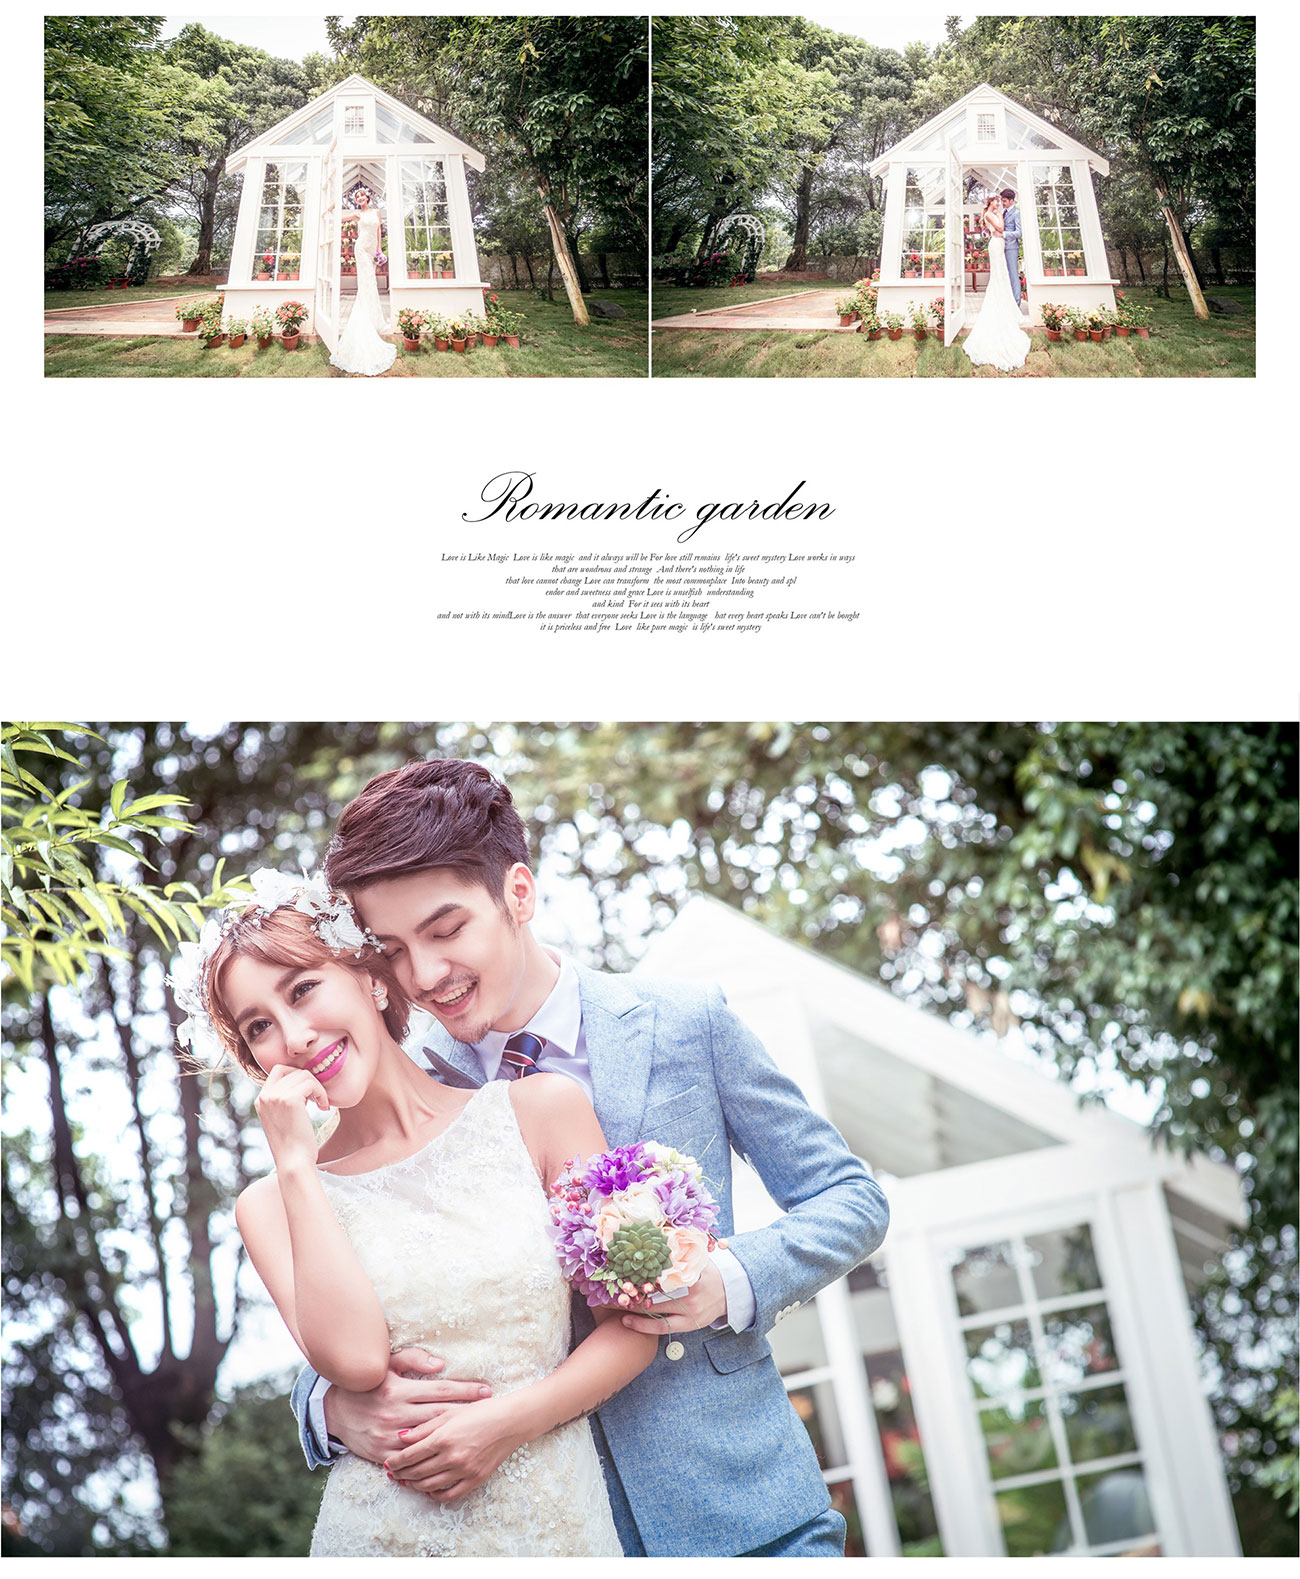 Romantic garden
Love is Like Magic Love is like magic and it always will be For love still remains life's sweet mystery Love works in ways
that are wondrous and strange And there's nothing in life
that love cannot change Love can transform the most commonplace Into beauty and spl
endor and sweetness and grace Love is unselfish understanding
and kind For it sees with its heart
and not with its mindLove is the answer that everyone seeks Love is the language hat every heart speaks Love can't be bought
it is priceless and free Love like pure magic is life's sweet mystery